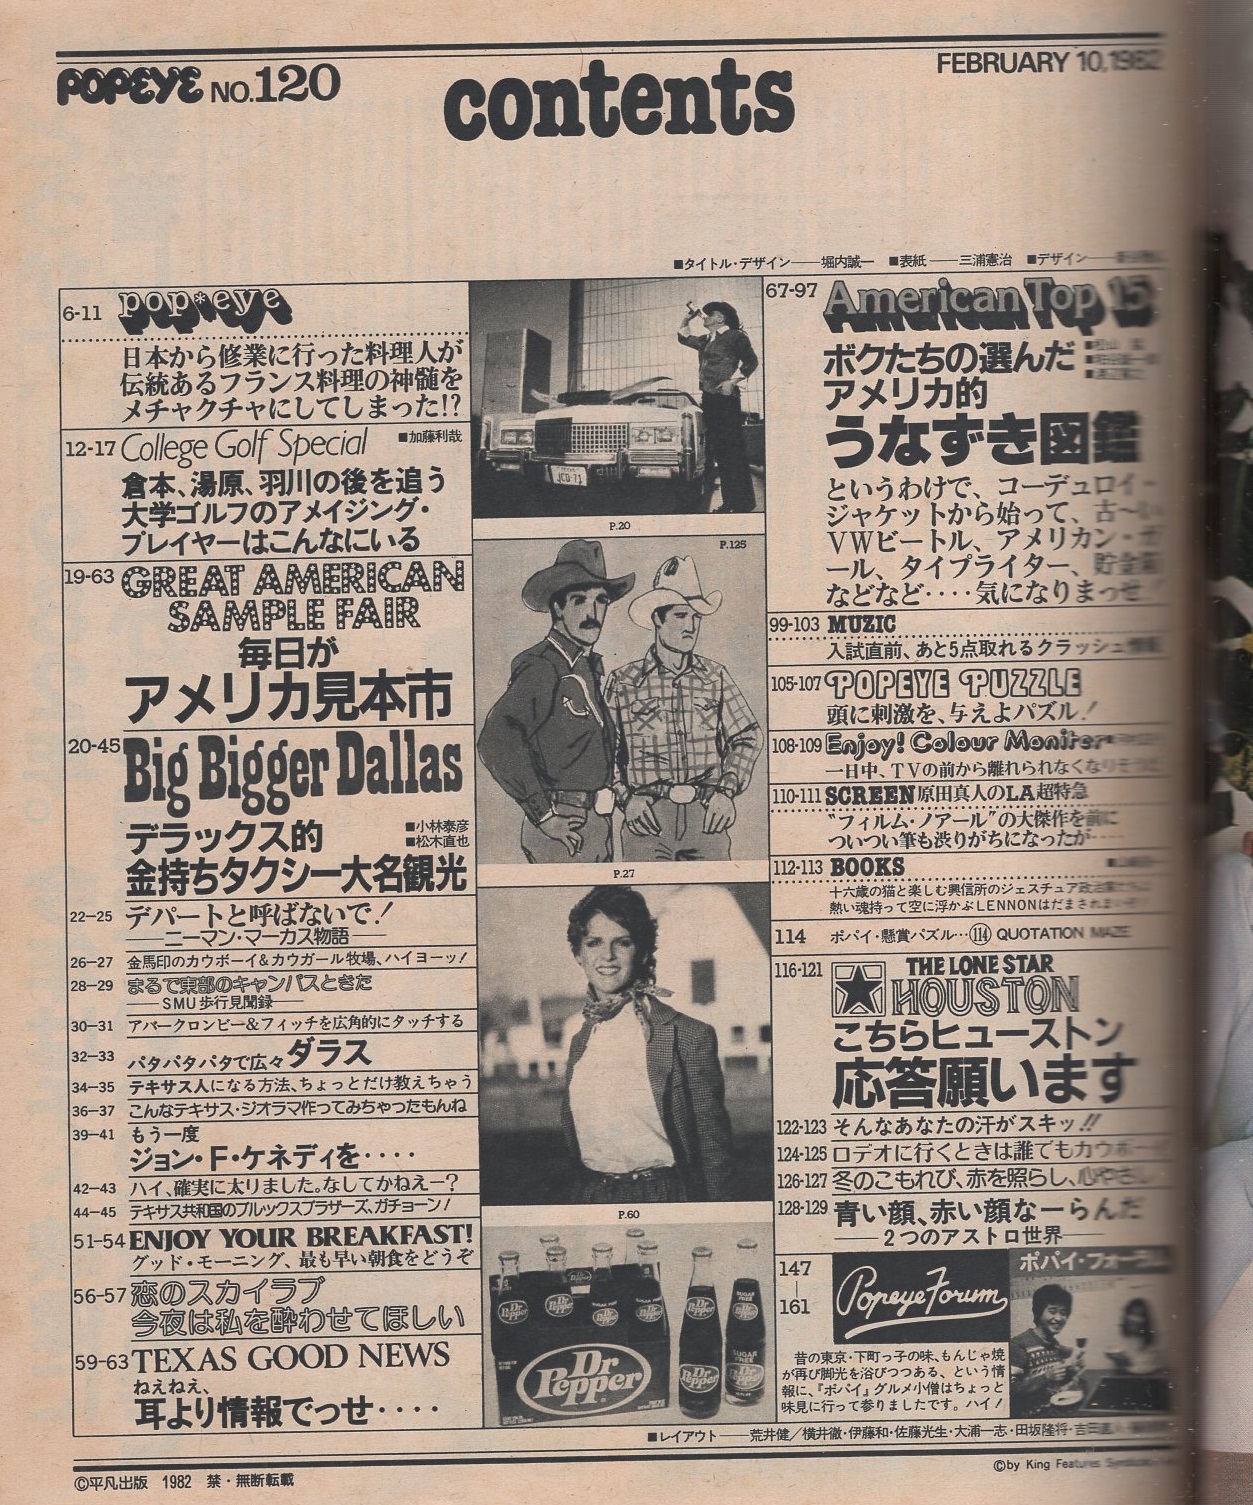 POPEYE NO.120
contents
FEBRUARY 10, 1982
■タイトル・デザイン──堀内誠一 ■表紙──三浦憲治 ■デザイン──
6-11 pop*eye
日本から修業に行った料理人が
伝統あるフランス料理の神髄を
メチャクチャにしてしまった!?
12-17 College Golf Special ■加藤利哉
倉本、湯原、羽川の後を追う
大学ゴルフのアメイジング・
プレイヤーはこんなにいる
19-63 GREAT AMERICAN
SAMPLE FAIR
毎日が
アメリカ見本市
20-45 Big Bigger Dallas
デラックス的
■小林泰彦
■松木直也
金持ちタクシー大名観光
22-25 デパートと呼ばないで!
──ニーマン・マーカス物語──
26-27 金馬印のカウボーイ&カウガール牧場、ハイヨーッ!
28-29 まるで東部のキャンパスときた
──SMU歩行見聞録──
30-31 アバークロンビー&フィッチを広角的にタッチする
32-33 パタパタパタで広々ダラス
34-35 テキサス人になる方法、ちょっとだけ教えちゃう
36-37 こんなテキサス・ジオラマ作ってみちゃったもんね
39-41 もう一度
ジョン・F・ケネディを‥‥
42-43 ハイ、確実に太りました。なしてかねえー?
44-45 テキサス共和国のブルックスブラザーズ、ガチョーン!
51-54 ENJOY YOUR BREAKFAST!
グッド・モーニング、最も早い朝食をどうぞ
56-57 恋のスカイラブ
今夜は私を酔わせてほしい
59-63 TEXAS GOOD NEWS
ねえねえ、
耳より情報でっせ‥‥
P.20
P.125
P.27
P.60
Dr Pepper
SUGAR FREE
67-97 American Top 15
ボクたちの選んだ
アメリカ的
うなずき図鑑
というわけで、コーデュロイ・
ジャケットから始って、古〜い
VWビートル、アメリカン・ガ
ール、タイプライター、貯金箱
などなど‥‥気になりまっせ!
99-103 MUZIC
入試直前、あと5点取れるクラッシュ情報
105-107 POPEYE PUZZLE
頭に刺激を、与えよパズル!
108-109 Enjoy! Colour Moniter
一日中、TVの前から離れられなくなりそうだ
110-111 SCREEN 原田真人のLA超特急
〝フィルム・ノアール〟の大傑作を前に
ついつい筆も渋りがちになったが‥‥
112-113 BOOKS
十六歳の猫と楽しむ興信所のジェスチュア政治
熱い魂持って空に浮かぶLENNONはだまされ
114 ポパイ・懸賞パズル…(114) QUOTATION MAZE
116-121 THE LONE STAR
HOUSTON
こちらヒューストン
応答願います
122-123 そんなあなたの汗がスキッ!!
124-125 ロデオに行くときは誰でもカウボー
126-127 冬のこもれび、赤を照らし、心やさし
128-129 青い顔、赤い顔なーらんだ
──2つのアストロ世界──
147
|
161
Popeye Forum
ポパイ・フォーラム
昔の東京・下町っ子の味、もんじゃ焼
が再び脚光を浴びつつある、という情
報に、『ポパイ』グルメ小僧はちょっと
味見に行って参りましたです。ハイ!
■レイアウト──荒井健/横井徹・伊藤和・佐藤光生・大浦一志・田坂隆将・吉田
©平凡出版 1982 禁・無断転載
©by King Features Syndicate